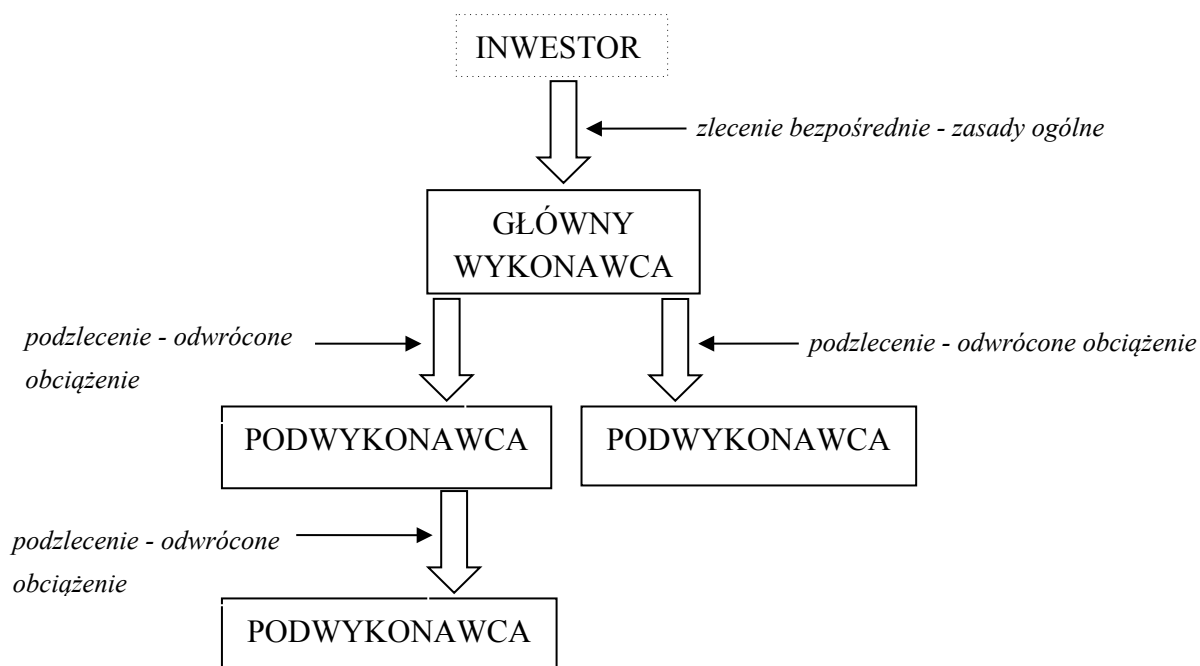 INWESTOR
zlecenie bezpośrednie - zasady ogólne
GŁÓWNY
WYKONAWCA
podzlecenie - odwrócone
obciążenie
podzlecenie - odwrócone obciążenie
PODWYKONAWCA
PODWYKONAWCA
podzlecenie - odwrócone
obciążenie
PODWYKONAWCA